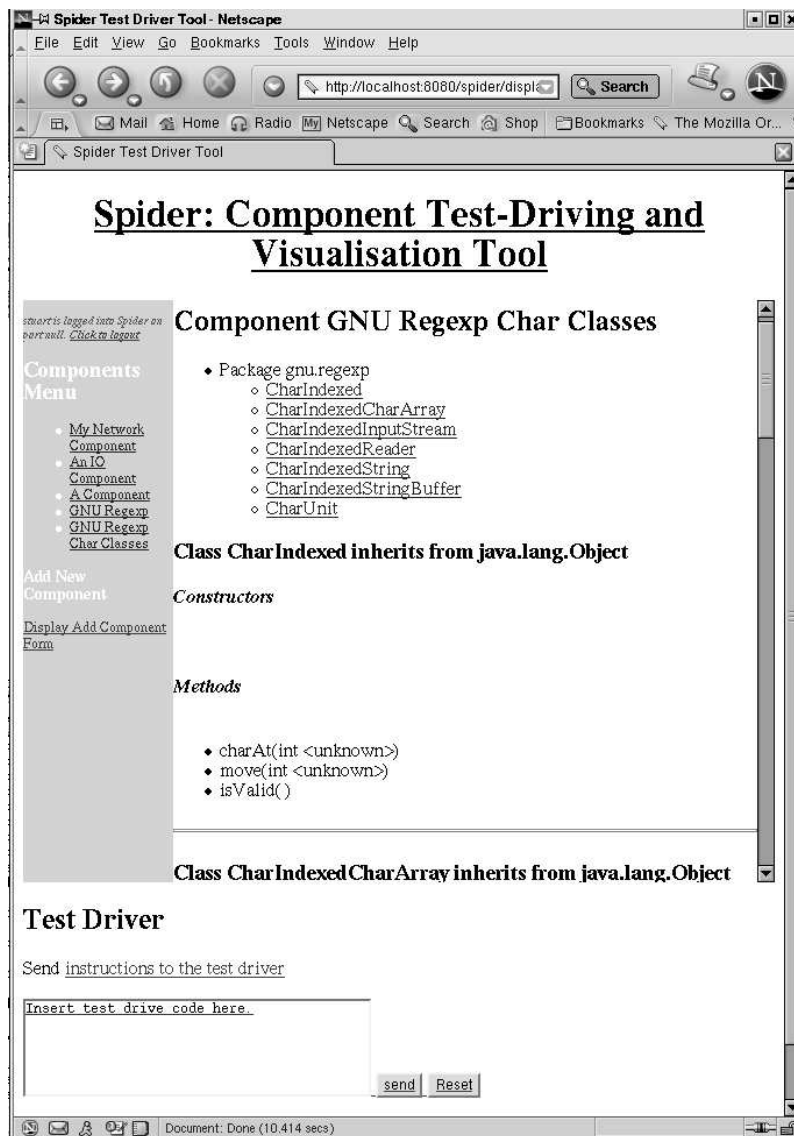 Spider Test Driver Tool - Netscape
File Edit View Go Bookmarks Tools Window Help
http://localhost:8080/spider/displa
Search
N
Mail Home Radio My Netscape Search Shop Bookmarks The Mozilla Or...
Spider Test Driver Tool
Spider: Component Test-Driving and
Visualisation Tool
stuart is logged into Spider on
port null. Click to logout
Components
Menu
My Network
Component
An IO
Component
A Component
GNU Regexp
GNU Regexp
Char Classes
Add New
Component
Display Add Component
Form
Component GNU Regexp Char Classes
Package gnu.regexp
CharIndexed
CharIndexedCharArray
CharIndexedInputStream
CharIndexedReader
CharIndexedString
CharIndexedStringBuffer
CharUnit
Class CharIndexed inherits from java.lang.Object
Constructors
Methods
charAt(int <unknown>)
move(int <unknown>)
isValid( )
Class CharIndexedCharArray inherits from java.lang.Object
Test Driver
Send instructions to the test driver
Insert test drive code here.
send Reset
Document: Done (10.414 secs)